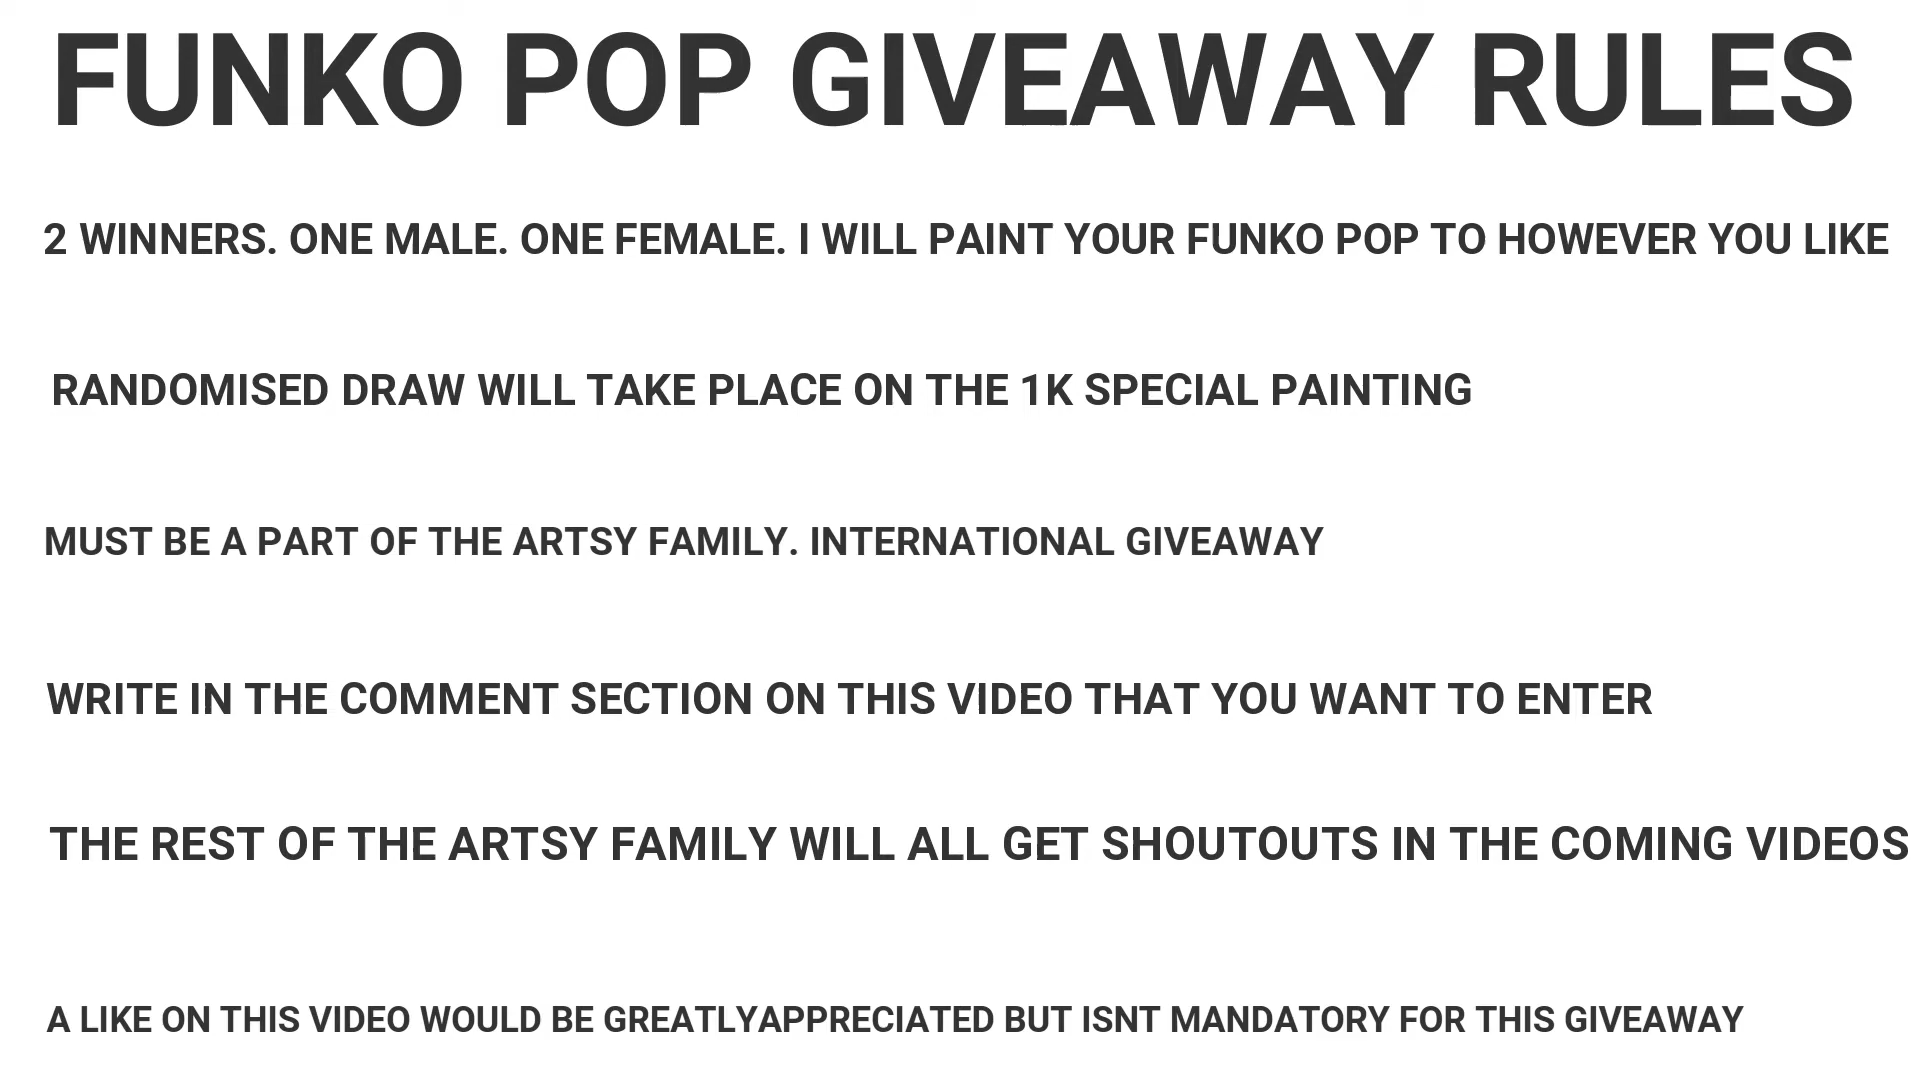 FUNKO POP GIVEAWAY RULES
2 WINNERS. ONE MALE. ONE FEMALE. I WILL PAINT YOUR FUNKO POP TO HOWEVER YOU LIKE
RANDOMISED DRAW WILL TAKE PLACE ON THE 1K SPECIAL PAINTING
MUST BE A PART OF THE ARTSY FAMILY. INTERNATIONAL GIVEAWAY
WRITE IN THE COMMENT SECTION ON THIS VIDEO THAT YOU WANT TO ENTER
THE REST OF THE ARTSY FAMILY WILL ALL GET SHOUTOUTS IN THE COMING VIDEOS
A LIKE ON THIS VIDEO WOULD BE GREATLYAPPRECIATED BUT ISNT MANDATORY FOR THIS GIVEAWAY